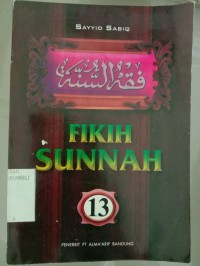 SAYYID SABIQ
فقه السنة
FIKIH
SUNNAH
13
PENERBIT PT ALMA'ARIF BANDUNG